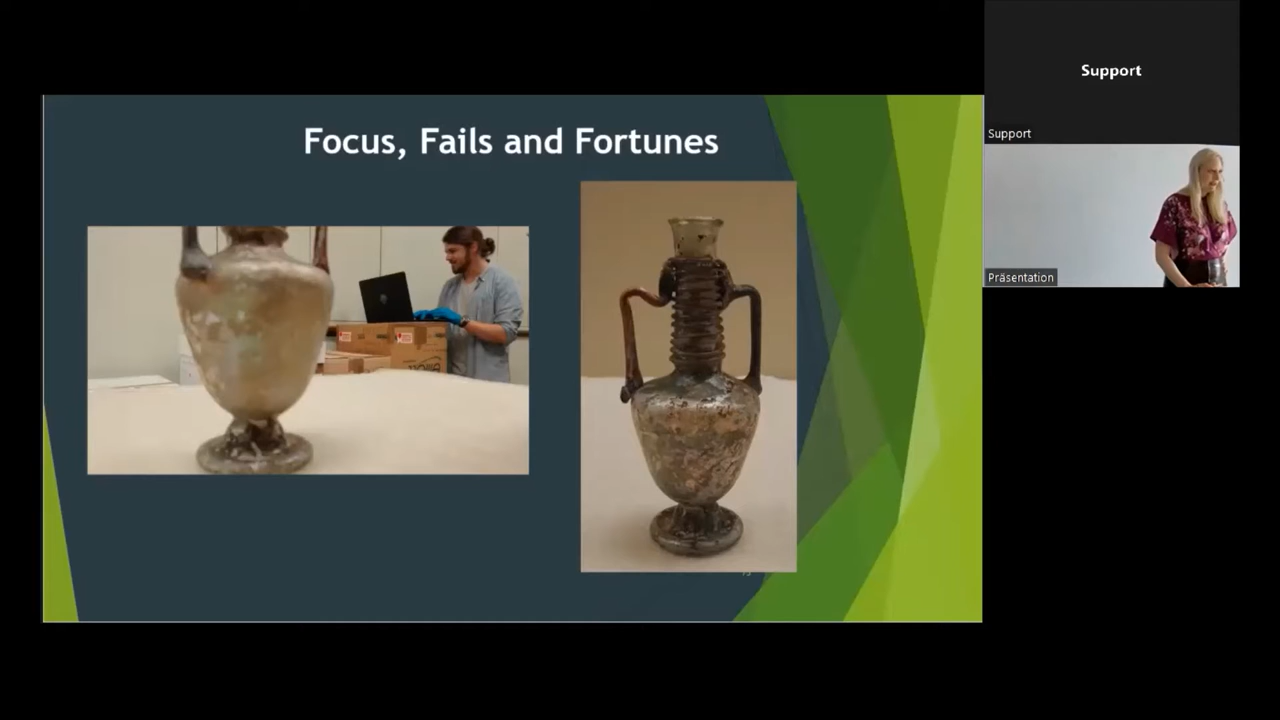 Focus, Fails and Fortunes
Support
Support
Präsentation